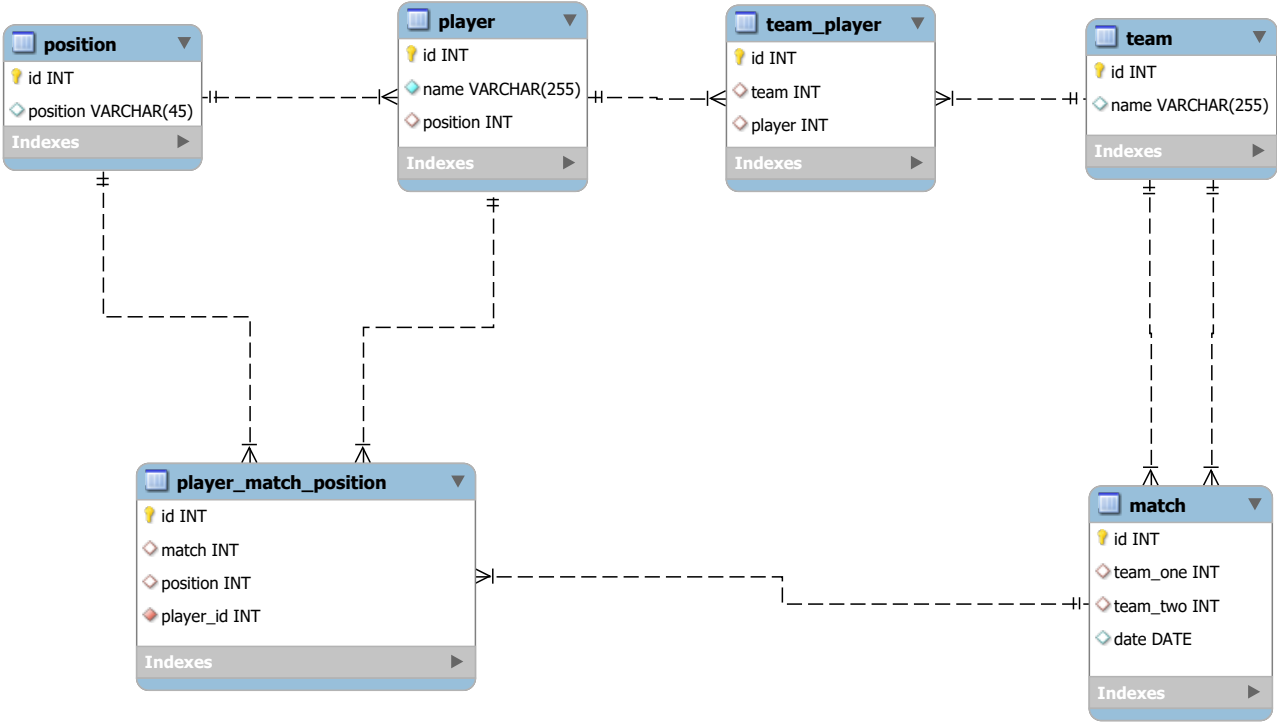 position
id INT
position VARCHAR(45)
Indexes
player
id INT
name VARCHAR(255)
position INT
Indexes
team_player
id INT
team INT
player INT
Indexes
team
id INT
name VARCHAR(255)
Indexes
player_match_position
id INT
match INT
position INT
player_id INT
Indexes
match
id INT
team_one INT
team_two INT
date DATE
Indexes